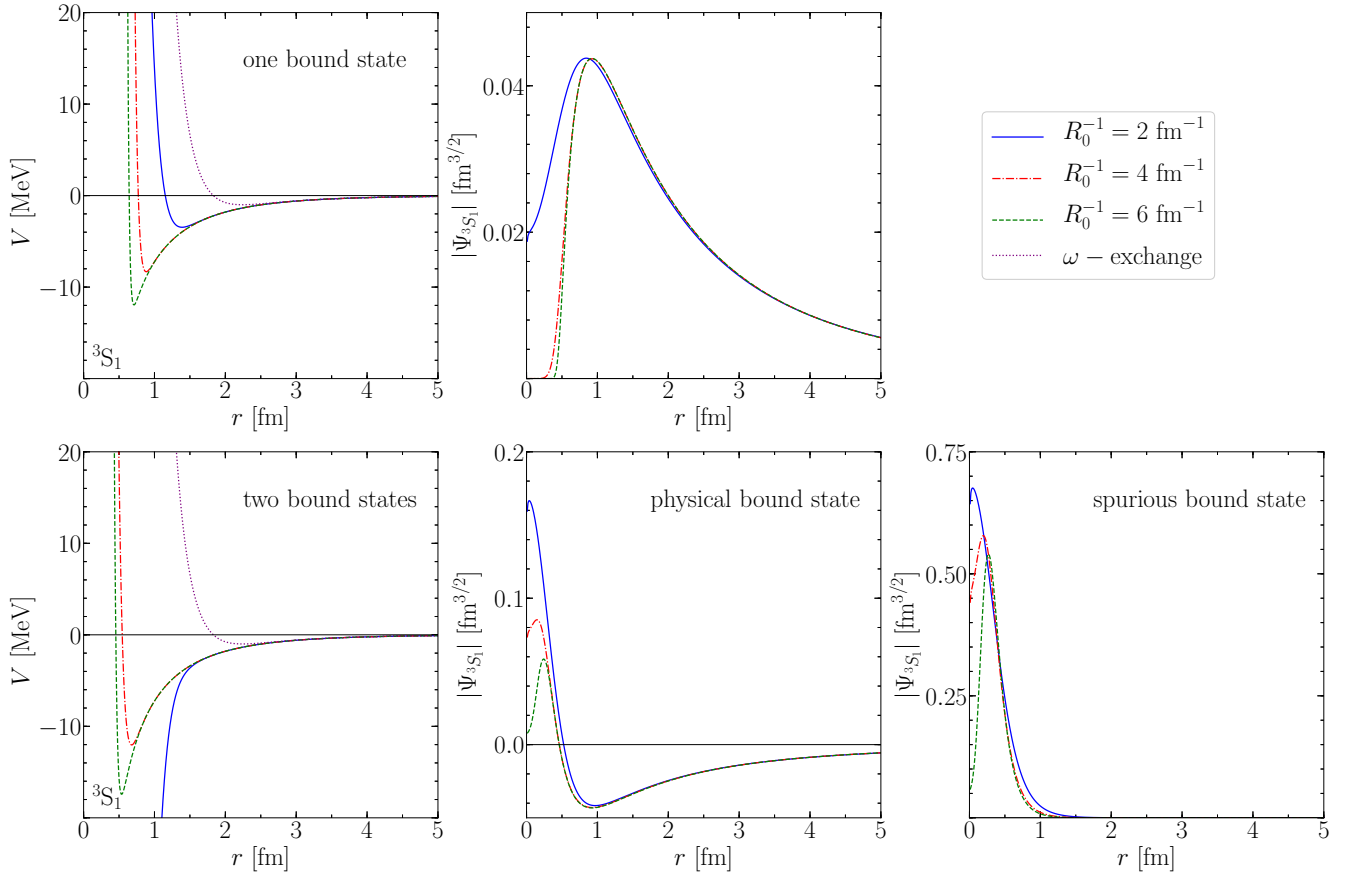 20
10
0
−10
V [MeV]
one bound state
³S₁
0 1 2 3 4 5
r [fm]
0.04
0.02
|Ψ³S₁| [fm³/²]
0 1 2 3 4 5
r [fm]
R₀⁻¹ = 2 fm⁻¹
R₀⁻¹ = 4 fm⁻¹
R₀⁻¹ = 6 fm⁻¹
ω − exchange
20
10
0
−10
V [MeV]
two bound states
³S₁
0 1 2 3 4 5
r [fm]
0.2
0.1
0.0
|Ψ³S₁| [fm³/²]
physical bound state
0 1 2 3 4 5
r [fm]
0.75
0.50
0.25
|Ψ³S₁| [fm³/²]
spurious bound state
0 1 2 3 4 5
r [fm]